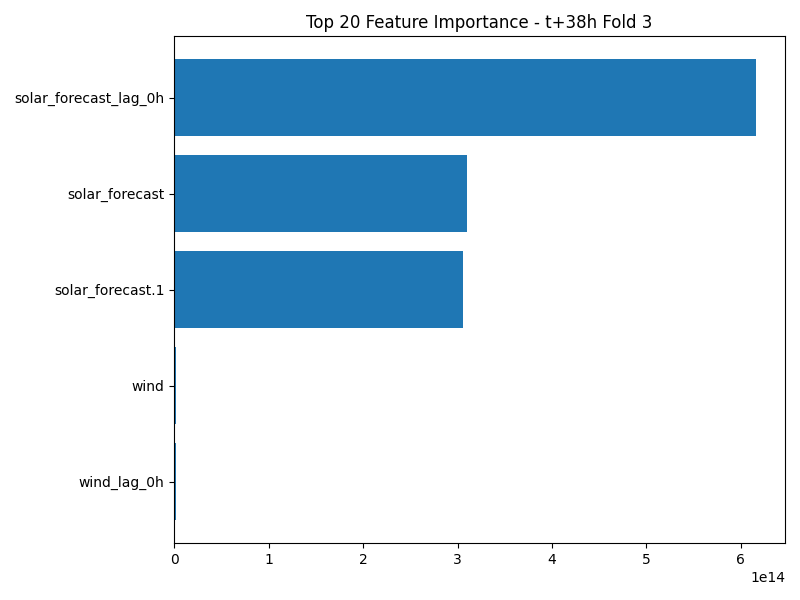 Top 20 Feature Importance - t+38h Fold 3
solar_forecast_lag_0h
solar_forecast
solar_forecast.1
wind
wind_lag_0h
0 1 2 3 4 5 6
1e14